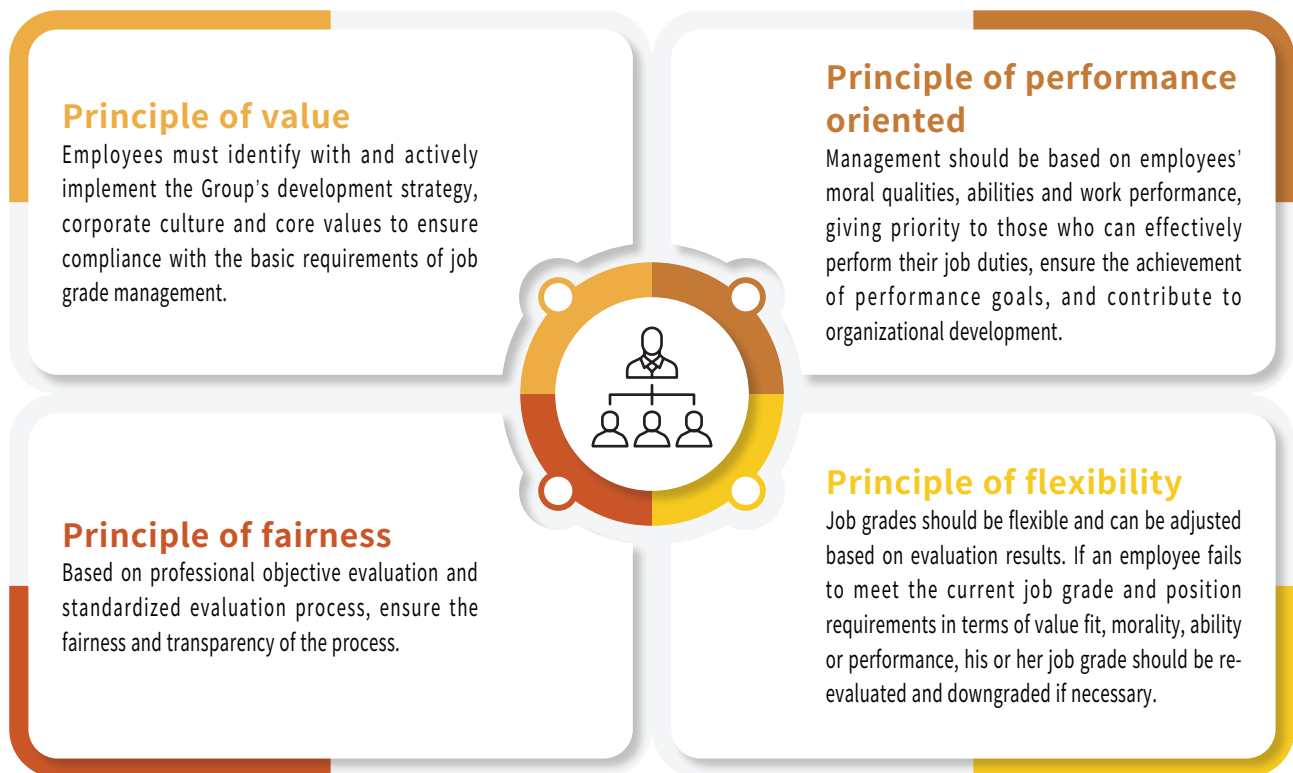 Principle of value
Employees must identify with and actively
implement the Group's development strategy,
corporate culture and core values to ensure
compliance with the basic requirements of job
grade management.
Principle of performance
oriented
Management should be based on employees'
moral qualities, abilities and work performance,
giving priority to those who can effectively
perform their job duties, ensure the achievement
of performance goals, and contribute to
organizational development.
Principle of fairness
Based on professional objective evaluation and
standardized evaluation process, ensure the
fairness and transparency of the process.
Principle of flexibility
Job grades should be flexible and can be adjusted
based on evaluation results. If an employee fails
to meet the current job grade and position
requirements in terms of value fit, morality, ability
or performance, his or her job grade should be re-
evaluated and downgraded if necessary.